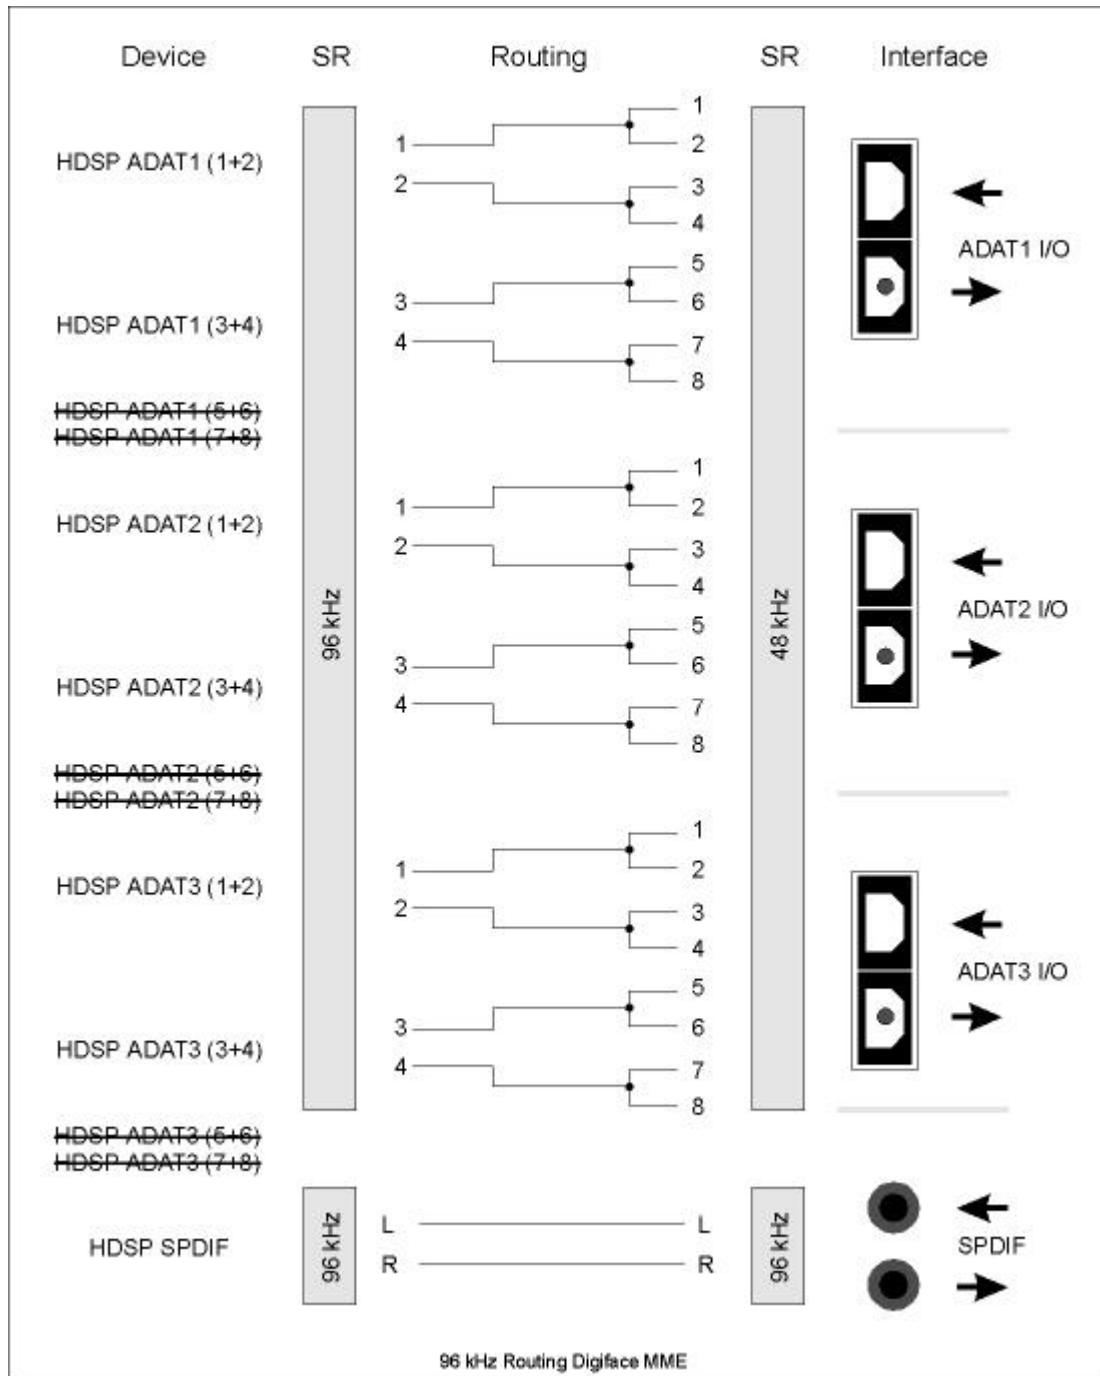 Device SR Routing SR Interface
1
HDSP ADAT1 (1+2) 1 2
2 3
4
ADAT1 I/O
5
3 6
HDSP ADAT1 (3+4) 4 7
8
HDSP ADAT1 (5+6)
HDSP ADAT1 (7+8)
1
1 2
HDSP ADAT2 (1+2)
2 3
4
96 kHz 48 kHz ADAT2 I/O
5
3 6
HDSP ADAT2 (3+4)
4 7
8
HDSP ADAT2 (5+6)
HDSP ADAT2 (7+8)
1
1 2
HDSP ADAT3 (1+2)
2 3
4
ADAT3 I/O
5
3 6
HDSP ADAT3 (3+4)
4 7
8
HDSP ADAT3 (5+6)
HDSP ADAT3 (7+8)
L L
HDSP SPDIF 96 kHz 96 kHz SPDIF
R R
96 kHz Routing Digiface MME